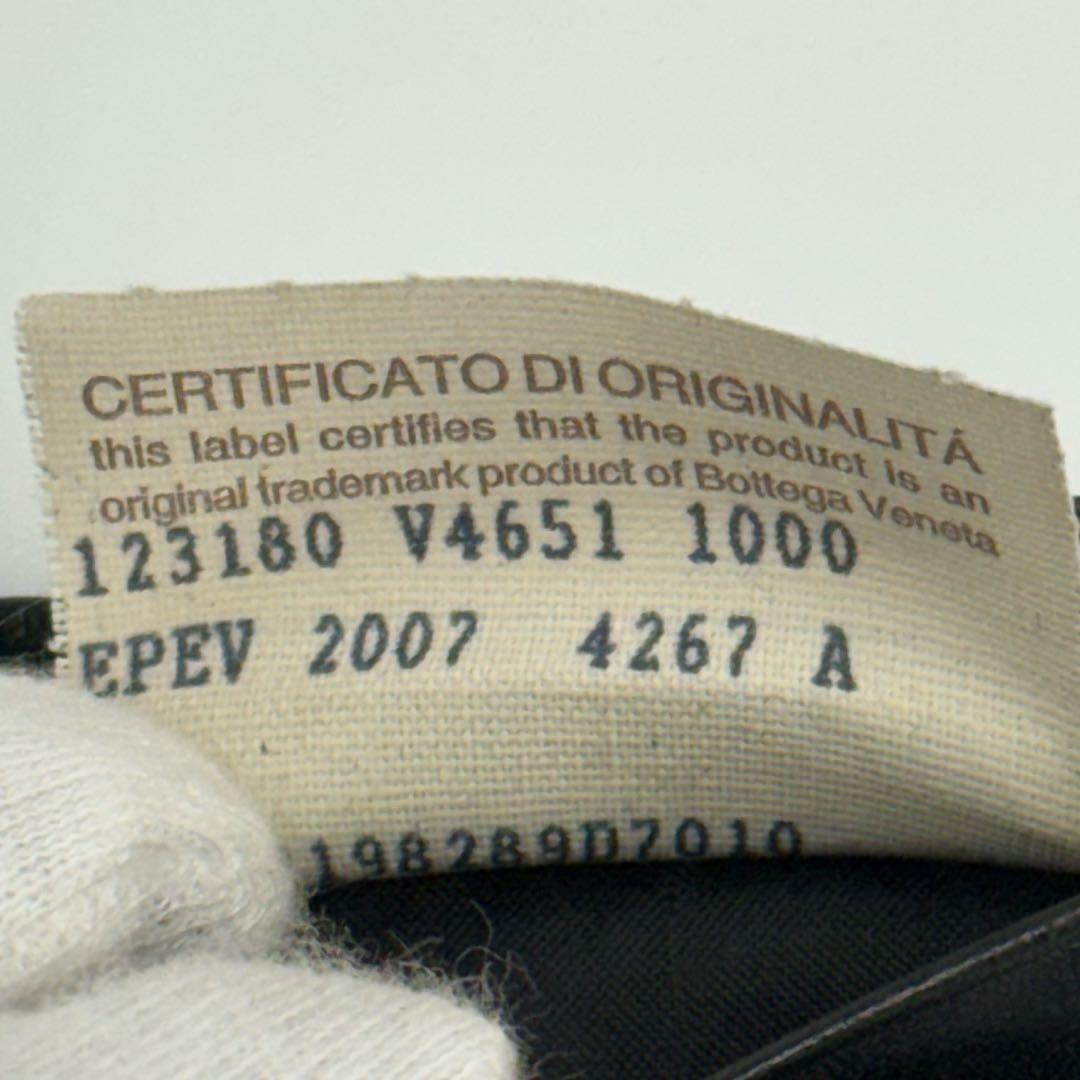 CERTIFICATO DI ORIGINALITÁ
this label certifies that the product is an
original trademark product of Bottega Veneta
123180 V4651 1000
EPEV 2007 4267 A
198289D7010